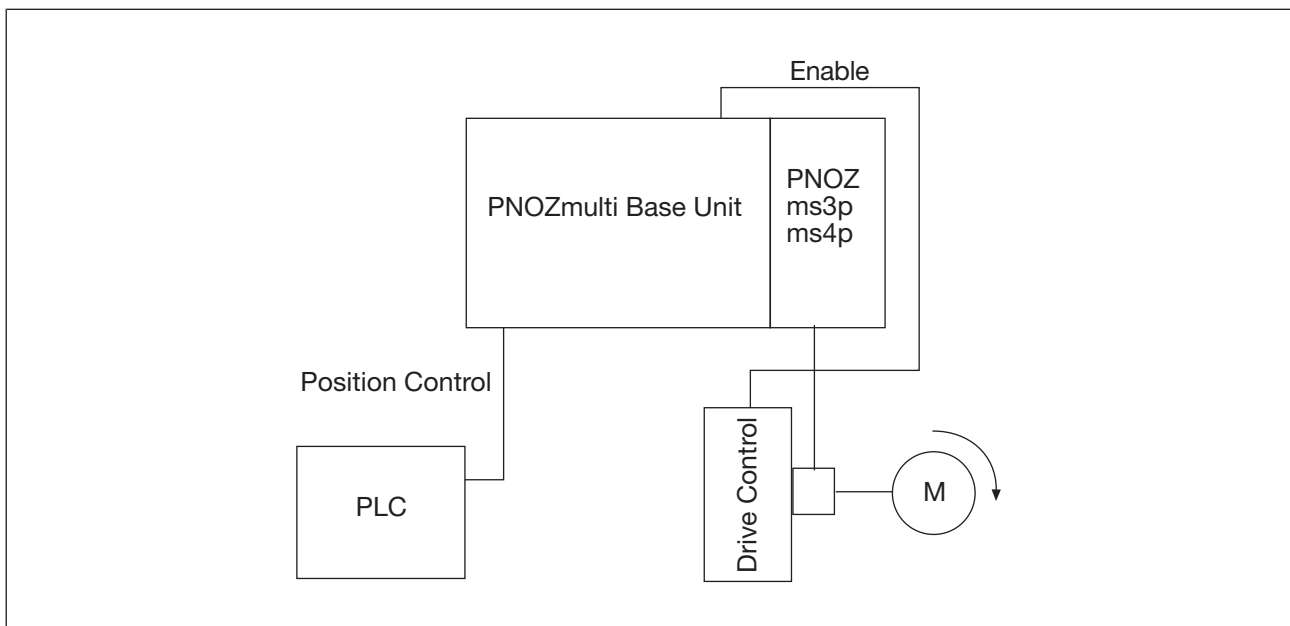 Enable
PNOZmulti Base Unit
PNOZ
ms3p
ms4p
Position Control
PLC
Drive Control
M